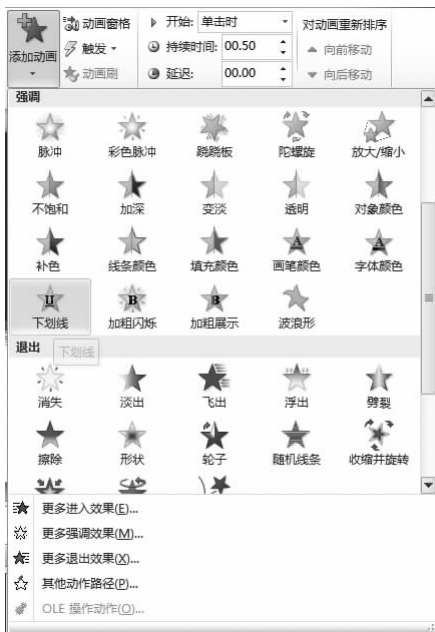 添加动画
动画窗格
触发
动画刷
开始: 单击时
持续时间: 00.50
延迟: 00.00
对动画重新排序
向前移动
向后移动
强调
脉冲 彩色脉冲 跷跷板 陀螺旋 放大/缩小
不饱和 加深 变淡 透明 对象颜色
补色 线条颜色 填充颜色 画笔颜色 字体颜色
U B B A A
下划线 加粗闪烁 加粗展示 波浪形
退出
下划线
消失 淡出 飞出 浮出 劈裂
擦除 形状 轮子 随机线条 收缩并旋转
更多进入效果(E)...
更多强调效果(M)...
更多退出效果(X)...
其他动作路径(P)...
OLE 操作动作(O)...